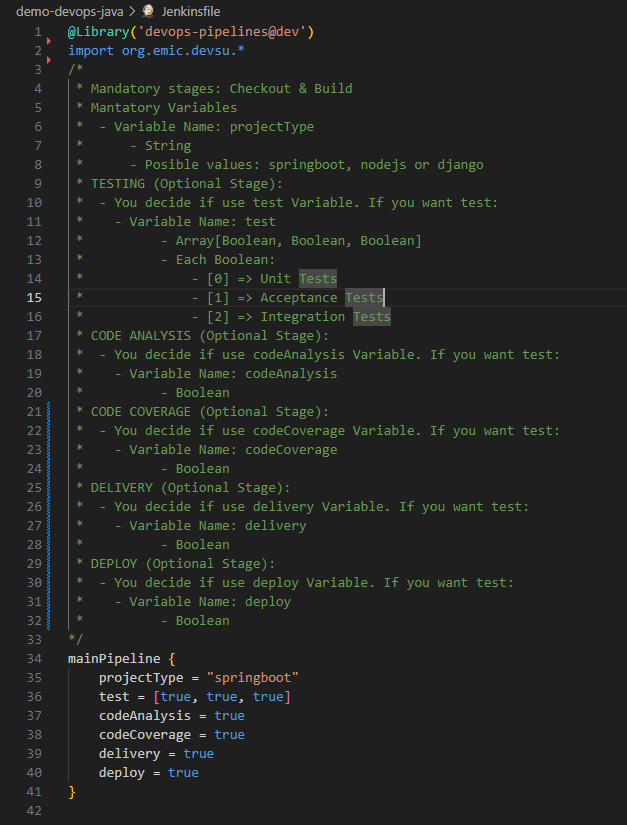 demo-devops-java > Jenkinsfile
1 @Library('devops-pipelines@dev')
2 import org.emic.devsu.*
3 /*
4  * Mandatory stages: Checkout & Build
5  * Mantatory Variables
6  *  - Variable Name: projectType
7  *      - String
8  *      - Posible values: springboot, nodejs or django
9  * TESTING (Optional Stage):
10  *  - You decide if use test Variable. If you want test:
11  *    - Variable Name: test
12  *          - Array[Boolean, Boolean, Boolean]
13  *          - Each Boolean:
14  *              - [0] => Unit Tests
15  *              - [1] => Acceptance Tests
16  *              - [2] => Integration Tests
17  * CODE ANALYSIS (Optional Stage):
18  *  - You decide if use codeAnalysis Variable. If you want test:
19  *    - Variable Name: codeAnalysis
20  *          - Boolean
21  * CODE COVERAGE (Optional Stage):
22  *  - You decide if use codeCoverage Variable. If you want test:
23  *    - Variable Name: codeCoverage
24  *          - Boolean
25  * DELIVERY (Optional Stage):
26  *  - You decide if use delivery Variable. If you want test:
27  *    - Variable Name: delivery
28  *          - Boolean
29  * DEPLOY (Optional Stage):
30  *  - You decide if use deploy Variable. If you want test:
31  *    - Variable Name: deploy
32  *          - Boolean
33 */
34 mainPipeline {
35     projectType = "springboot"
36     test = [true, true, true]
37     codeAnalysis = true
38     codeCoverage = true
39     delivery = true
40     deploy = true
41 }
42